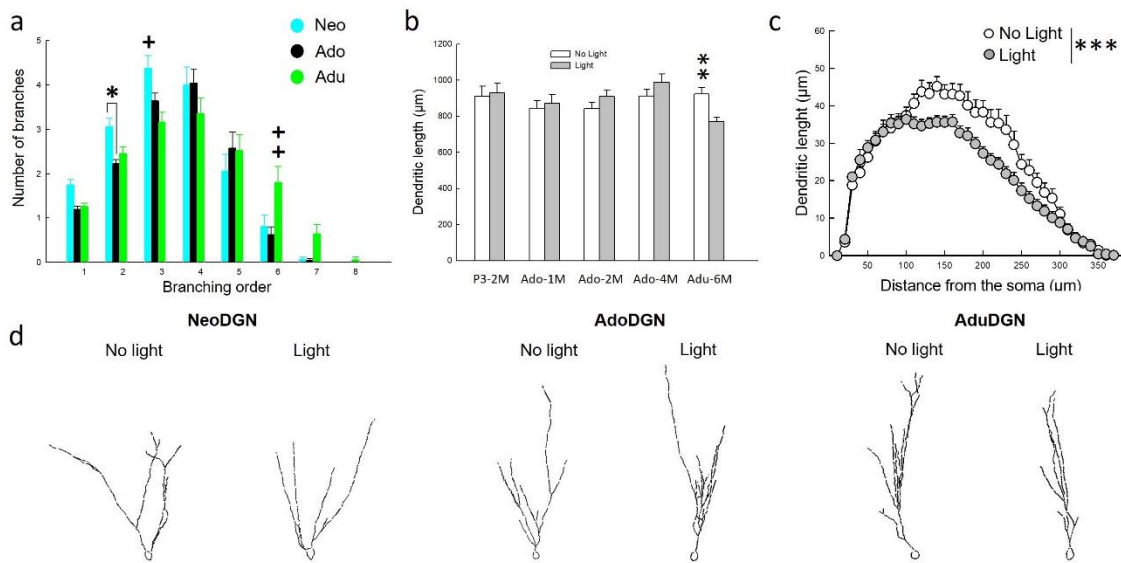 a
Number of branches
5
4
3
2
1
0
+
*
+
+
Neo
Ado
Adu
1 2 3 4 5 6 7 8
Branching order
b
Dendritic length (µm)
1200
1000
800
600
400
200
0
No Light
Light
**
P3-2M Ado-1M Ado-2M Ado-4M Adu-6M
c
Dendritic lenght (µm)
60
50
40
30
20
10
0
No Light
Light
***
50 100 150 200 250 300 350
Distance from the soma (um)
d
NeoDGN AdoDGN AduDGN
No light Light No light Light No light Light